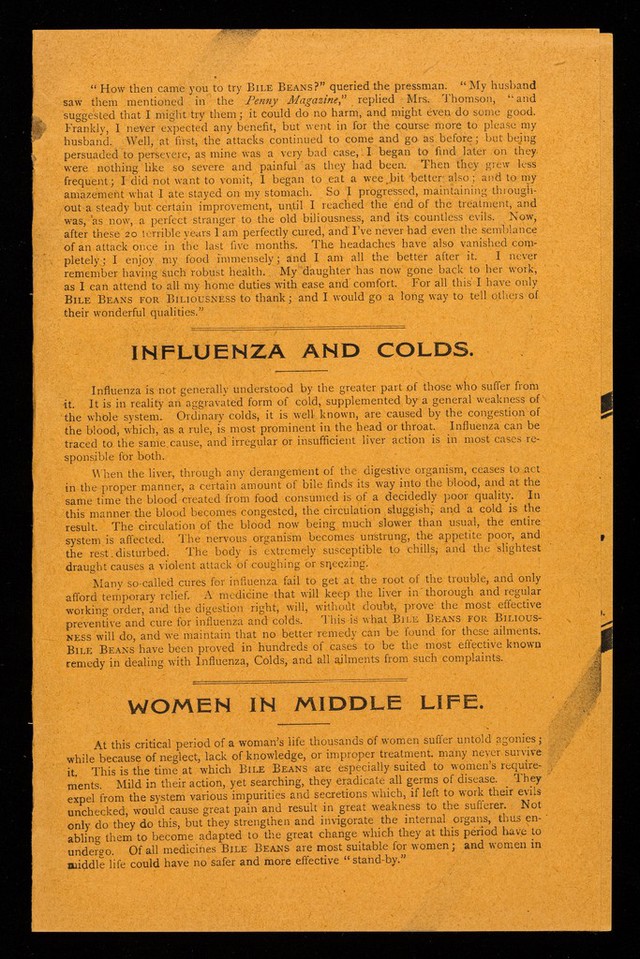 “ How then came you to try BILE BEANS?” queried the pressman. “ My husband
saw them mentioned in the Penny Magazine,” replied Mrs. Thomson, “and
suggested that I might try them ; it could do no harm, and might even do some good.
Frankly, I never expected any benefit, but went in for the course more to please my
husband. Well, at first, the attacks continued to come and go as before ; but being
persuaded to persevere, as mine was a very bad case, I began to find later on they
were nothing like so severe and painful as they had been. Then they grew less
frequent ; I did not want to vomit, I began to eat a wee bit better also ; and to my
amazement what I ate stayed on my stomach. So I progressed, maintaining through-
out a steady but certain improvement, until I reached the end of the treatment, and
was, as now, a perfect stranger to the old biliousness, and its countless evils. Now,
after these 20 terrible years I am perfectly cured, and I’ve never had even the semblance
of an attack once in the last five months. The headaches have also vanished com-
pletely ; I enjoy my food immensely ; and I am all the better after it. I never
remember having such robust health. My daughter has now gone back to her work,
as I can attend to all my home duties with ease and comfort. For all this I have only
BILE BEANS FOR BILIOUSNESS to thank ; and I would go a long way to tell others of
their wonderful qualities.”
INFLUENZA AND COLDS.
Influenza is not generally understood by the greater part of those who suffer from
it. It is in reality an aggravated form of cold, supplemented by a general weakness of
the whole system. Ordinary colds, it is well known, are caused by the congestion of
the blood, which, as a rule, is most prominent in the head or throat. Influenza can be
traced to the same cause, and irregular or insufficient liver action is in most cases re-
sponsible for both.
When the liver, through any derangement of the digestive organism, ceases to act
in the proper manner, a certain amount of bile finds its way into the blood, and at the
same time the blood created from food consumed is of a decidedly poor quality. In
this manner the blood becomes congested, the circulation sluggish, and a cold is the
result. The circulation of the blood now being much slower than usual, the entire
system is affected. The nervous organism becomes unstrung, the appetite poor, and
the rest disturbed. The body is extremely susceptible to chills, and the slightest
draught causes a violent attack of coughing or sneezing.
Many so-called cures for influenza fail to get at the root of the trouble, and only
afford temporary relief. A medicine that will keep the liver in thorough and regular
working order, and the digestion right, will, without doubt, prove the most effective
preventive and cure for influenza and colds. This is what BILE BEANS FOR BILIOUS-
NESS will do, and we maintain that no better remedy can be found for these ailments.
BILE BEANS have been proved in hundreds of cases to be the most effective known
remedy in dealing with Influenza, Colds, and all ailments from such complaints.
WOMEN IN MIDDLE LIFE.
At this critical period of a woman’s life thousands of women suffer untold agonies ;
while because of neglect, lack of knowledge, or improper treatment, many never survive
it. This is the time at which BILE BEANS are especially suited to women’s require-
ments. Mild in their action, yet searching, they eradicate all germs of disease. They
expel from the system various impurities and secretions which, if left to work their evils
unchecked, would cause great pain and result in great weakness to the sufferer. Not
only do they do this, but they strengthen and invigorate the internal organs, thus en-
abling them to become adapted to the great change which they at this period have to
undergo. Of all medicines BILE BEANS are most suitable for women ; and women in
middle life could have no safer and more effective “ stand-by.”